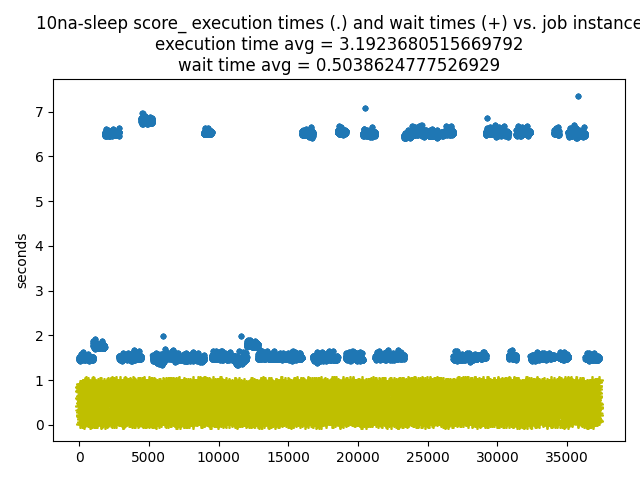 10na-sleep score_ execution times (.) and wait times (+) vs. job instance
execution time avg = 3.1923680515669792
wait time avg = 0.5038624777526929
7
6
5
4
3
2
1
0
seconds
0 5000 10000 15000 20000 25000 30000 35000